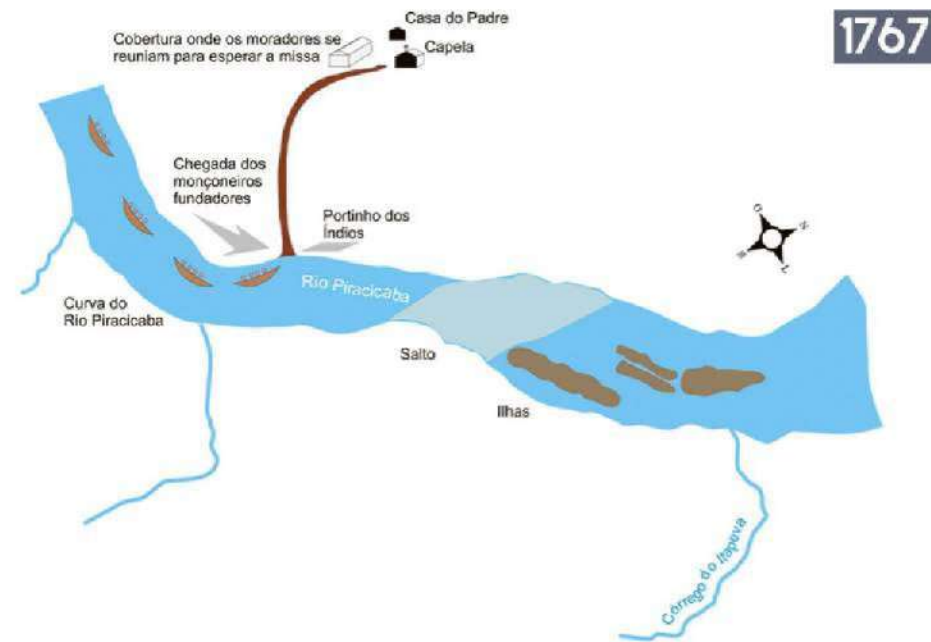 1767
Casa do Padre
Cobertura onde os moradores se
reuniam para esperar a missa
Capela
Chegada dos
monçoneiros
fundadores
Portinho dos
Índios
Rio Piracicaba
Curva do
Rio Piracicaba
Salto
Ilhas
Córrego do Itapeva